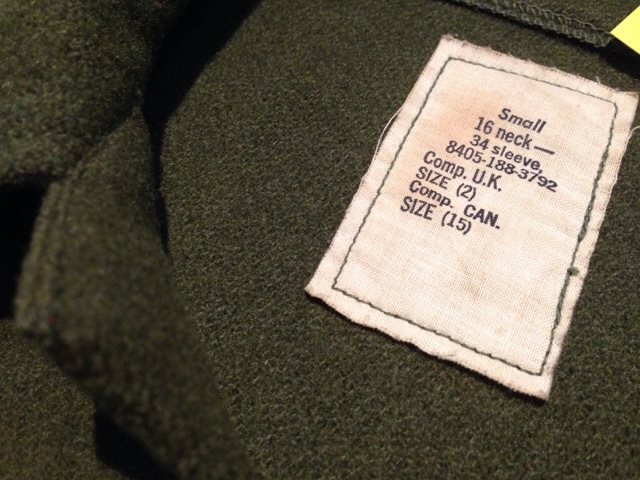 Small
16 neck—
34 sleeve,
8405-188-3792
Comp. U.K.
SIZE (2)
Comp. CAN.
SIZE (15)